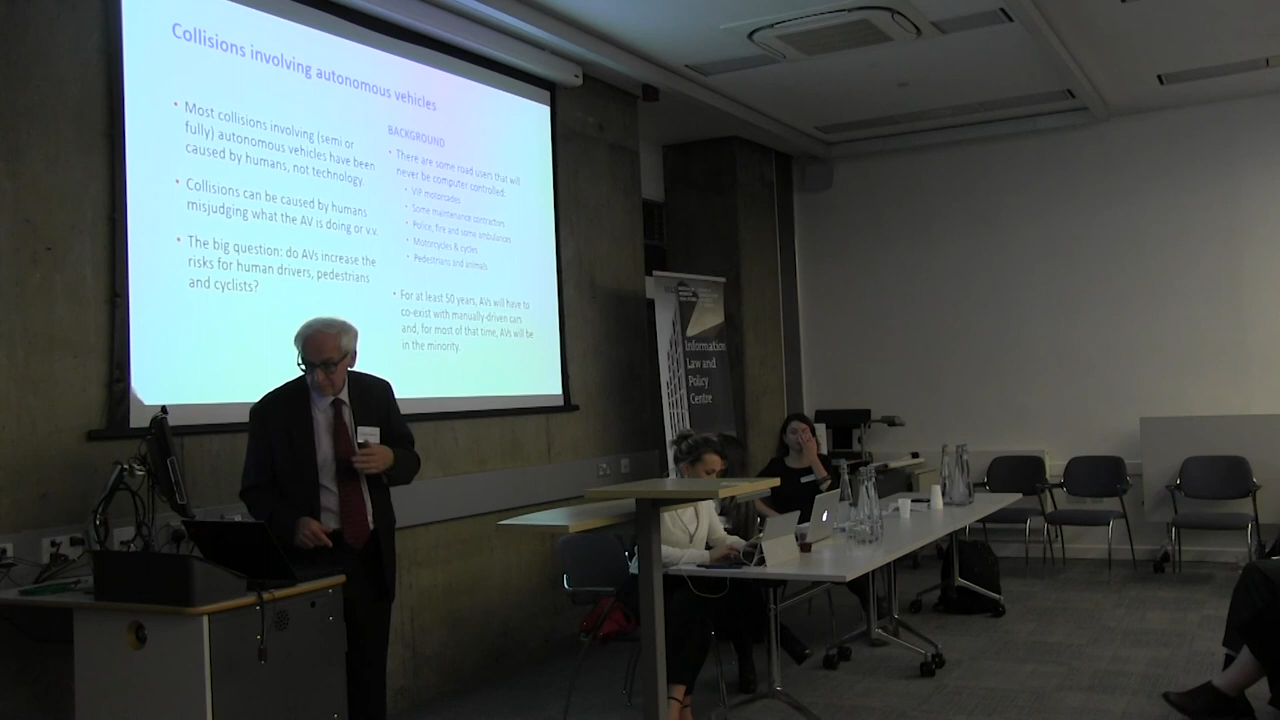 Collisions involving autonomous vehicles
• Most collisions involving (semi or
fully) autonomous vehicles have been
caused by humans, not technology.
• Collisions can be caused by humans
misjudging what the AV is doing or v.v.
• The big question: do AVs increase the
risks for human drivers, pedestrians
and cyclists?
BACKGROUND
• There are some road users that will
never be computer controlled.
• VIP motorcades
• Some maintenance contractors
• Police, fire and some ambulances
• Motorcycles & cycles
• Pedestrians and animals
• For at least 50 years, AVs will have to
co-exist with manually-driven cars
and, for most of that time, AVs will be
in the minority.
Information
Law and
Policy
Centre